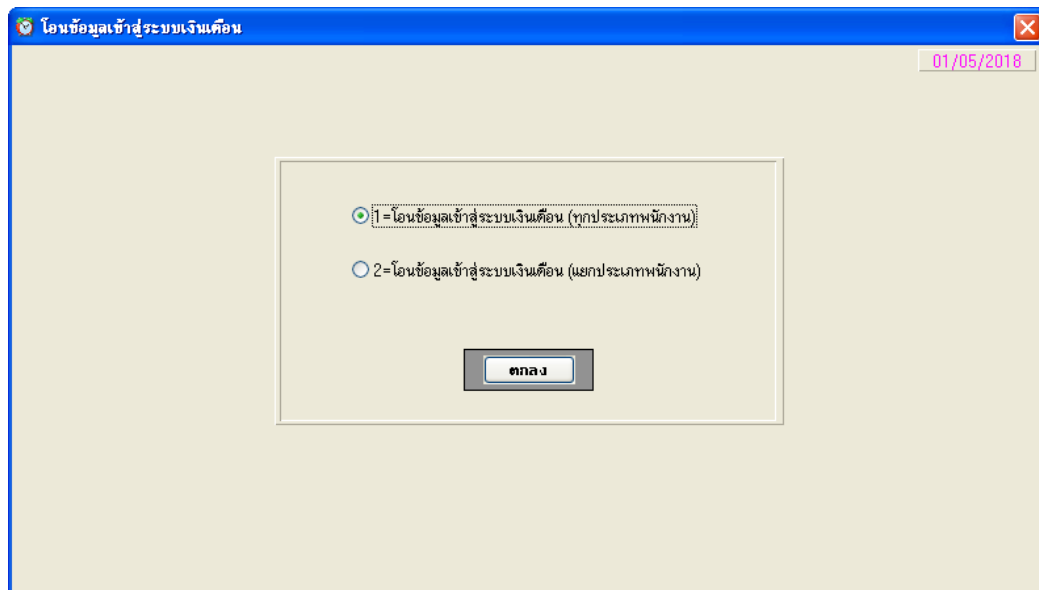 โอนข้อมูลเข้าสู่ระบบเงินเดือน
01/05/2018
1=โอนข้อมูลเข้าสู่ระบบเงินเดือน (ทุกประเภทพนักงาน)
2=โอนข้อมูลเข้าสู่ระบบเงินเดือน (แยกประเภทพนักงาน)
ตกลง